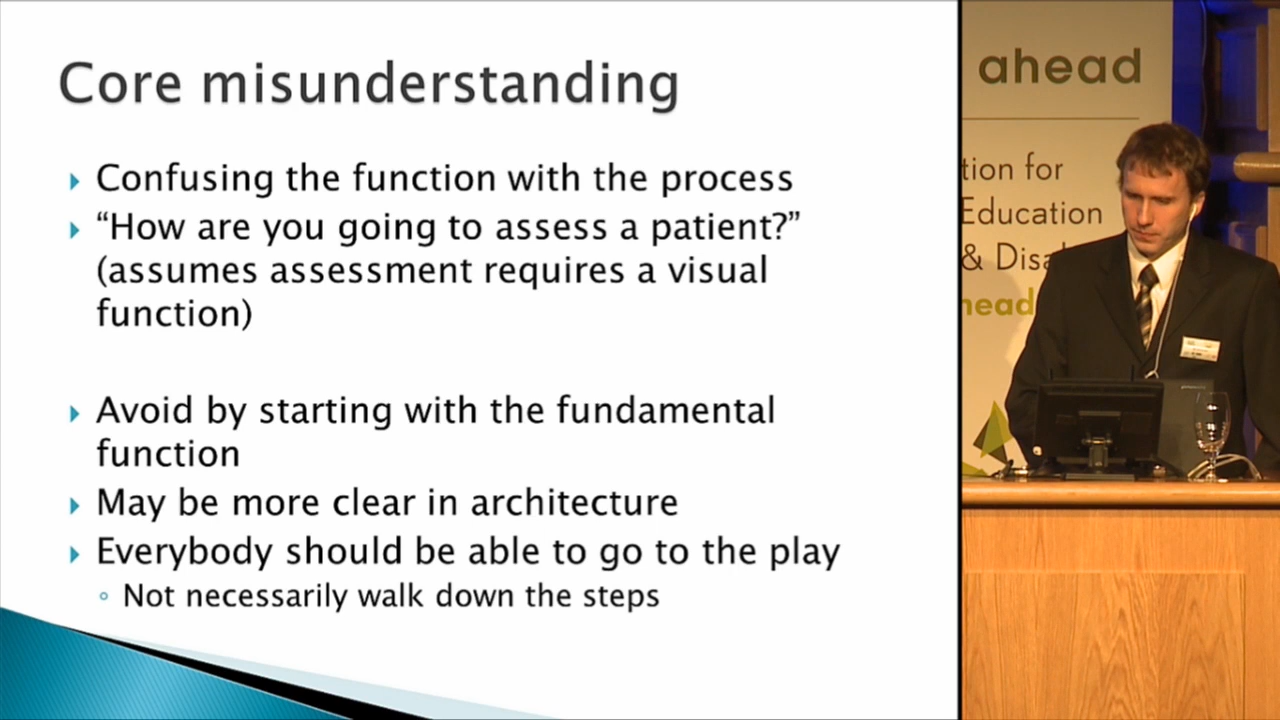 Core misunderstanding
Confusing the function with the process
“How are you going to assess a patient?”
(assumes assessment requires a visual
function)
Avoid by starting with the fundamental
function
May be more clear in architecture
Everybody should be able to go to the play
Not necessarily walk down the steps
ahead
tion for
Education
& Disa
head